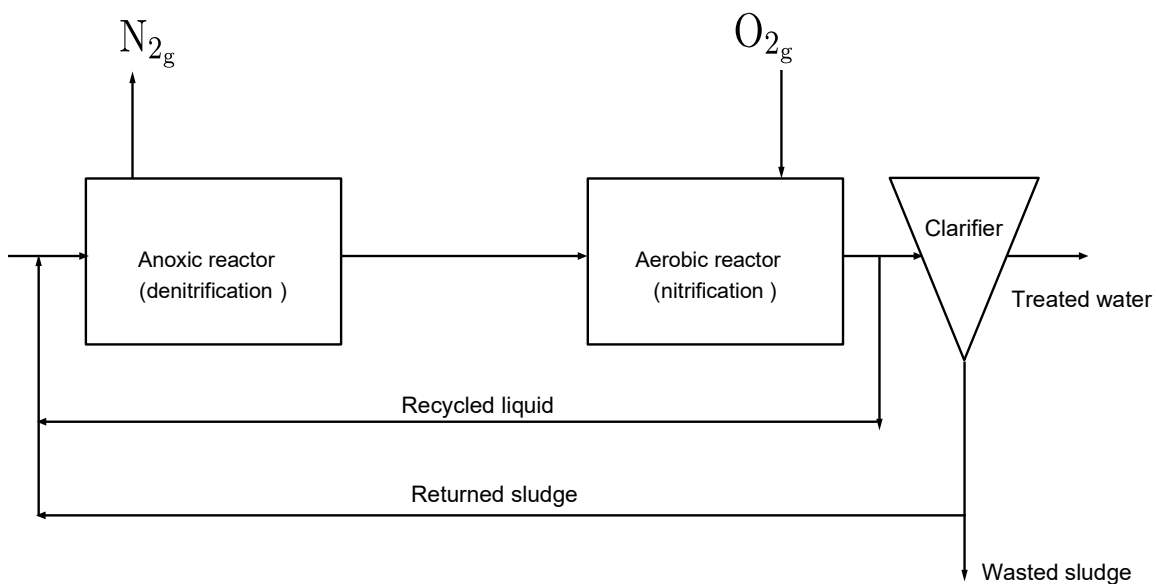 N₂g
O₂g
Clarifier
Anoxic reactor
(denitrification )
Aerobic reactor
(nitrification )
Treated water
Recycled liquid
Returned sludge
Wasted sludge